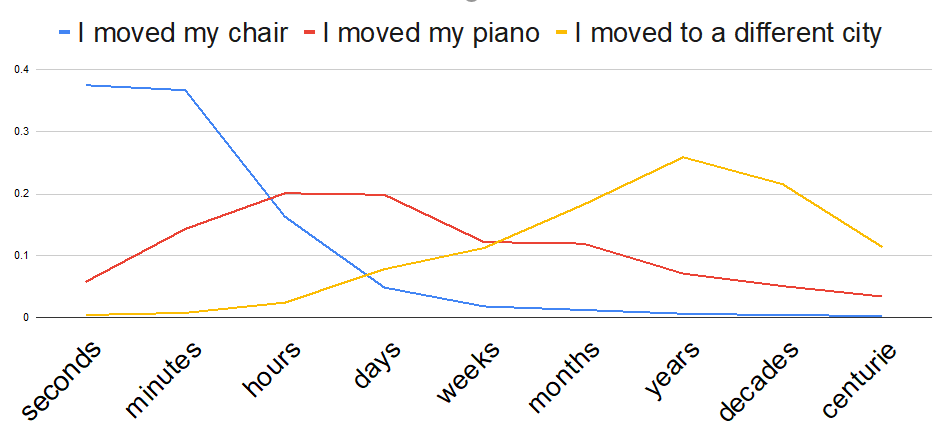 I moved my chair I moved my piano I moved to a different city
0.4
0.3
0.2
0.1
0
seconds
minutes
hours
days
weeks
months
years
decades
centurie